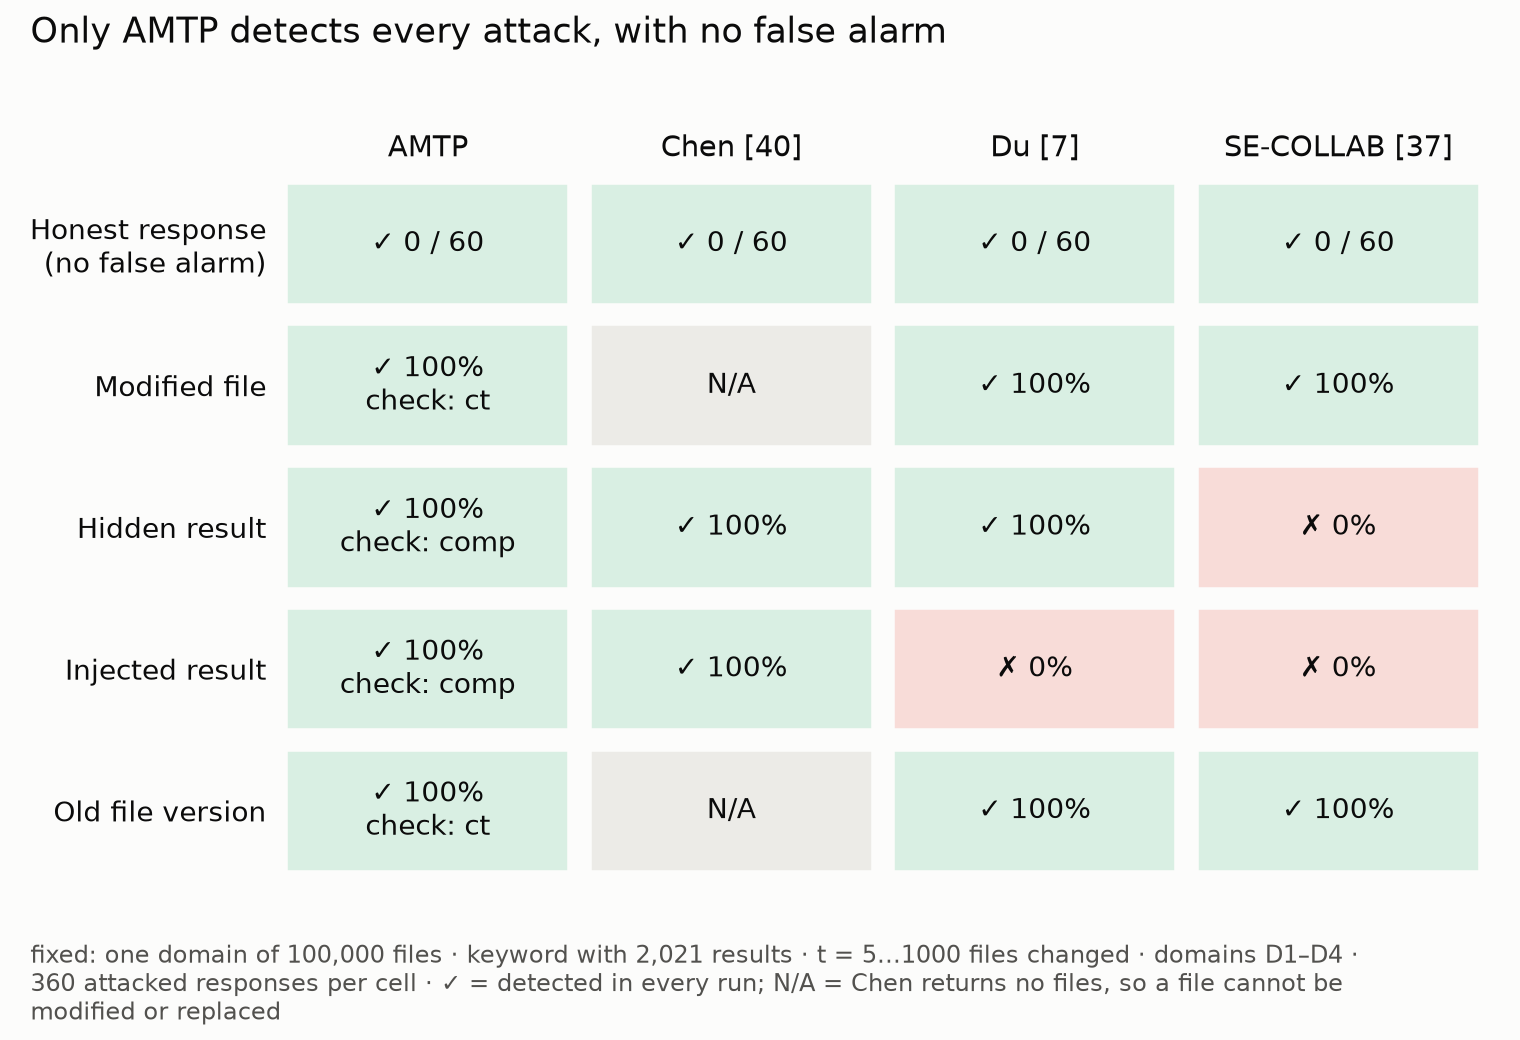 Only AMTP detects every attack, with no false alarm
AMTP Chen [40] Du [7] SE-COLLAB [37]
Honest response
(no false alarm)
✓ 0 / 60 ✓ 0 / 60 ✓ 0 / 60 ✓ 0 / 60
Modified file
✓ 100%
check: ct
N/A ✓ 100% ✓ 100%
Hidden result
✓ 100%
check: comp
✓ 100% ✓ 100% ✗ 0%
Injected result
✓ 100%
check: comp
✓ 100% ✗ 0% ✗ 0%
Old file version
✓ 100%
check: ct
N/A ✓ 100% ✓ 100%
fixed: one domain of 100,000 files · keyword with 2,021 results · t = 5…1000 files changed · domains D1–D4 ·
360 attacked responses per cell · ✓ = detected in every run; N/A = Chen returns no files, so a file cannot be
modified or replaced